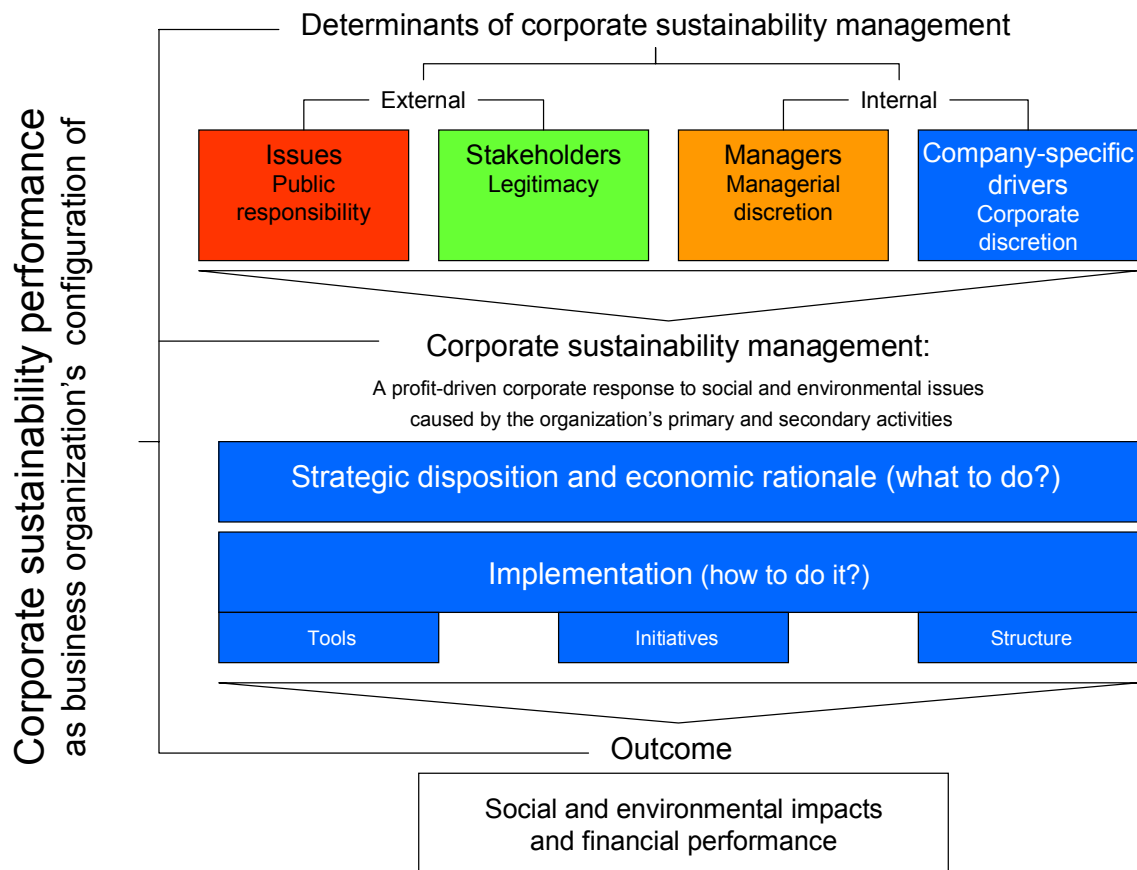 Corporate sustainability performance
as business organization's configuration of
Determinants of corporate sustainability management
External
Internal
Issues
Public
responsibility
Stakeholders
Legitimacy
Managers
Managerial
discretion
Company-specific
drivers
Corporate
discretion
Corporate sustainability management:
A profit-driven corporate response to social and environmental issues
caused by the organization's primary and secondary activities
Strategic disposition and economic rationale (what to do?)
Implementation (how to do it?)
Tools
Initiatives
Structure
Outcome
Social and environmental impacts
and financial performance